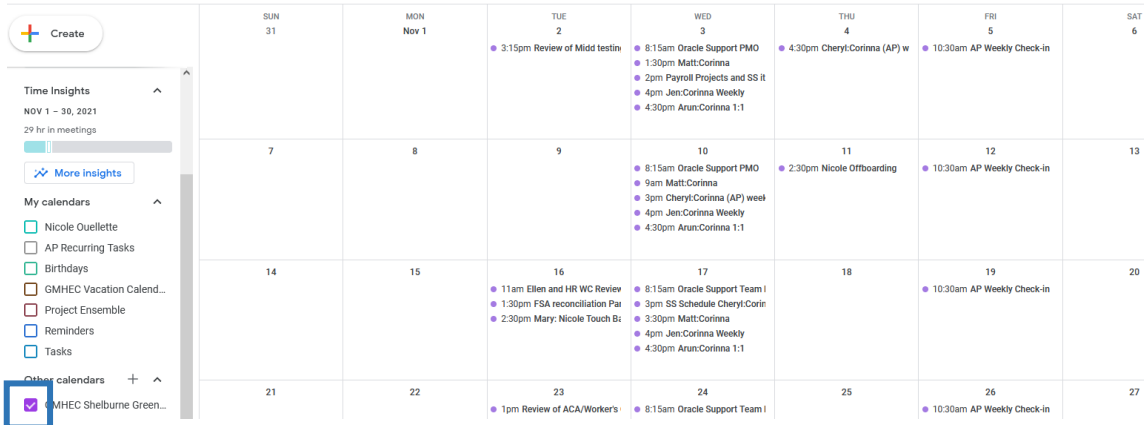 Create
Time Insights
NOV 1 – 30, 2021
29 hr in meetings
More insights
My calendars
Nicole Ouellette
AP Recurring Tasks
Birthdays
GMHEC Vacation Calend...
Project Ensemble
Reminders
Tasks
Other calendars
GMHEC Shelburne Green...
SUN MON TUE WED THU FRI SAT
31 Nov 1 2 3 4 5 6
3:15pm Review of Midd testing
8:15am Oracle Support PMO
1:30pm Matt:Corinna
2pm Payroll Projects and SS it
4pm Jen:Corinna Weekly
4:30pm Arun:Corinna 1:1
4:30pm Cheryl:Corinna (AP) w
10:30am AP Weekly Check-in
7 8 9 10 11 12 13
8:15am Oracle Support PMO
9am Matt:Corinna
3pm Cheryl:Corinna (AP) week
4pm Jen:Corinna Weekly
4:30pm Arun:Corinna 1:1
2:30pm Nicole Offboarding
10:30am AP Weekly Check-in
14 15 16 17 18 19 20
11am Ellen and HR WC Review
1:30pm FSA reconciliation Par
2:30pm Mary: Nicole Touch Ba
8:15am Oracle Support Team
3pm SS Schedule Cheryl:Corin
3:30pm Matt:Corinna
4pm Jen:Corinna Weekly
4:30pm Arun:Corinna 1:1
10:30am AP Weekly Check-in
21 22 23 24 25 26 27
1pm Review of ACA/Worker's
8:15am Oracle Support Team
10:30am AP Weekly Check-in